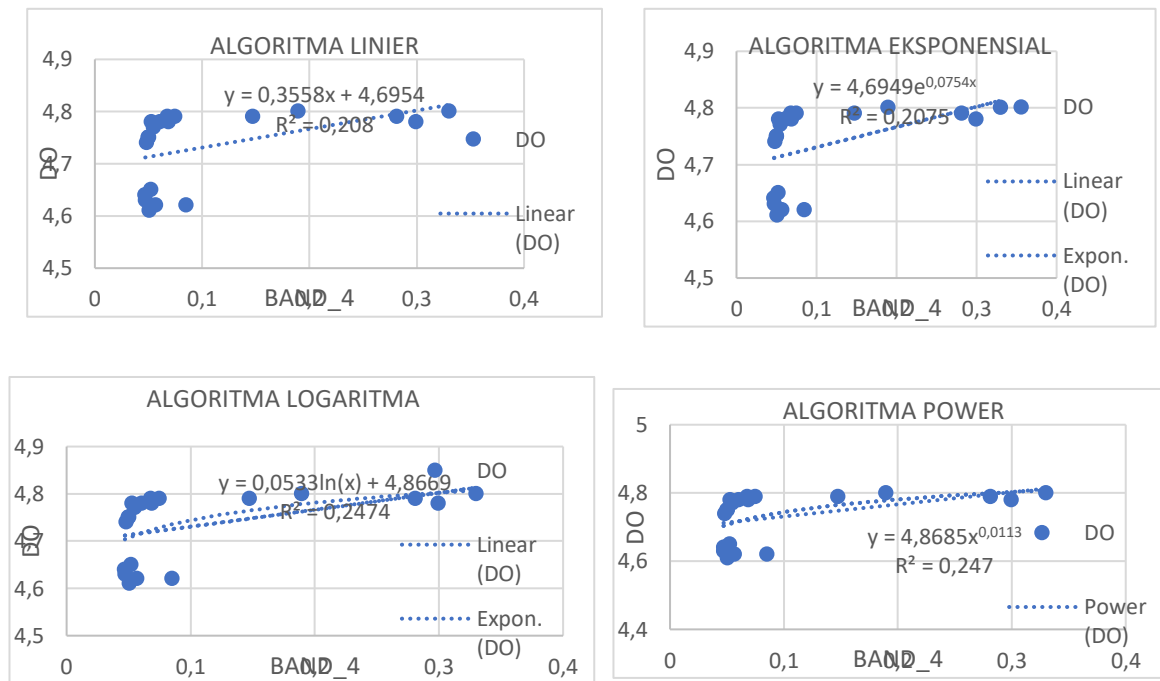 ALGORITMA LINIER
4,9
y = 0,3558x + 4,6954
R² = 0,208
4,8
DO
4,7
DO
4,6
Linear
(DO)
4,5
0
0,1
0,2
0,3
0,4
BAND_4
ALGORITMA EKSPONENSIAL
4,9
y = 4,6949e^0,0754x
R² = 0,2075
4,8
DO
4,7
DO
Linear
(DO)
4,6
Expon.
(DO)
4,5
0
0,1
0,2
0,3
0,4
BAND_4
ALGORITMA LOGARITMA
4,9
DO
y = 0,0533ln(x) + 4,8669
R² = 0,2474
4,8
4,7
DO
Linear
(DO)
4,6
Expon.
(DO)
4,5
0
0,1
0,2
0,3
0,4
BAND_4
ALGORITMA POWER
5
4,8
DO
y = 4,8685x^0,0113
R² = 0,247
DO
4,6
Power
(DO)
4,4
0
0,1
0,2
0,3
0,4
BAND_4